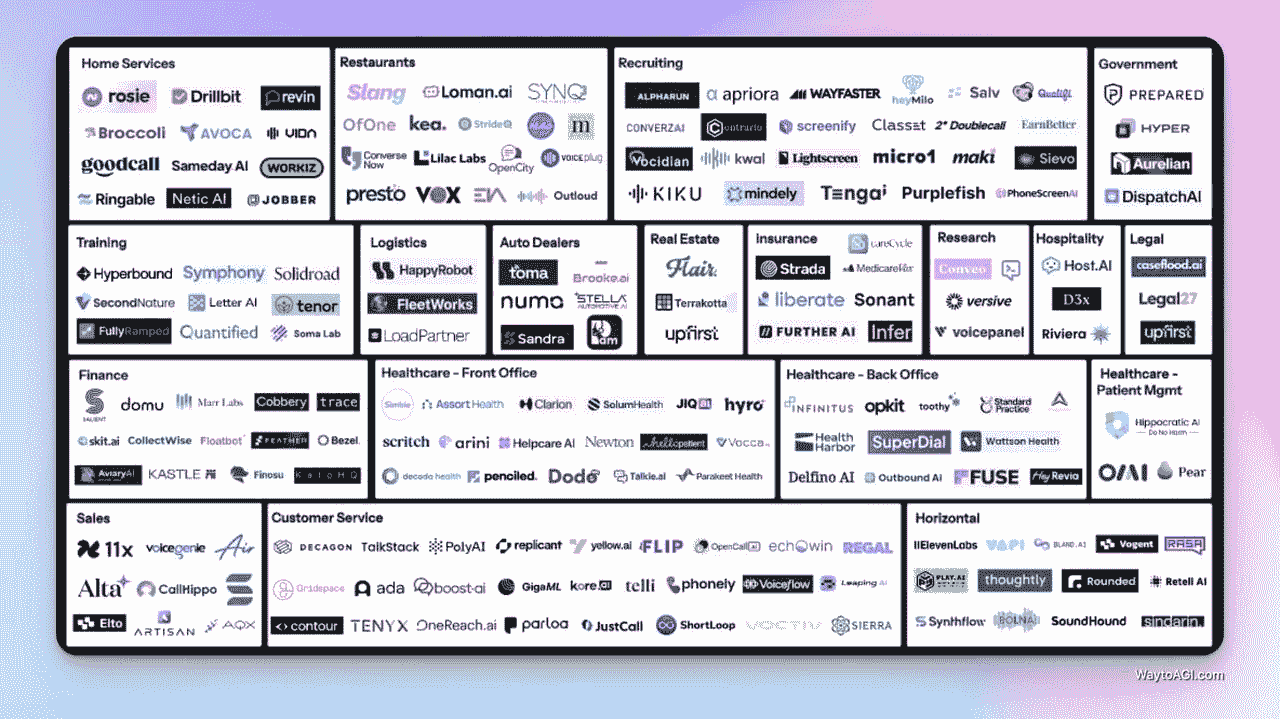 Home Services
rosie Drillbit revin
Broccoli AVOCA VIDA
goodcall Sameday AI WORKIZ
Ringable Netic AI JOBBER
Restaurants
Slang Loman.ai SYNQ
OfOne kea. StrideQ m
Converse Now Lilac Labs OpenCity VOICEplug
presto VOX EVA Outloud
Recruiting
ALPHARUN apriora WAYFASTER heyMilo Salv Qualifi
CONVERZAI Contrario screenify Classet Doublecall EarnBetter
Vocidian kwal Lightscreen micro1 maki Sievo
KIKU mindely Tengai Purplefish PhoneScreenAI
Government
PREPARED
HYPER
Aurelian
DispatchAI
Training
Hyperbound Symphony Solidroad
SecondNature Letter AI tenor
FullyRamped Quantified Soma Lab
Logistics
HappyRobot
FleetWorks
LoadPartner
Auto Dealers
toma Brooke.ai
numa STELLA AUTOMOTIVE AI
Sandra Pam
Real Estate
Flair
Terrakotta
upfirst
Insurance
CareCycle
Strada
liberate Sonant
FURTHER AI Infer
Research
Conveo
versive
voicepanel
Hospitality
Host.AI
D3x
Riviera
Legal
caseflood.ai
Legal27
upfirst
Finance
SALIENT domu Marr Labs Cobbery trace
skit.ai CollectWise Floatbot FEATHER Bezel.
AviaryAI KASTLE Finosu KaloHQ
Healthcare - Front Office
Simbie AssortHealth Clarion SolumHealth hyro
scritch arini Helpcare AI Newton hellopatient Vocca.
decoda health penciled. Dodo Talkie.ai Parakeet Health
Healthcare - Back Office
INFINITUS opkit toothy Standard Practice
Health Harbor SuperDial Wattson Health
Delfino AI Outbound AI FUSE Hey Revia
Healthcare -
Patient Mgmt
Hippocratic AI
Do No Harm
Pear
Sales
11x voicegenie Air
Alta CallHippo
Elto ARTISAN AQX
Customer Service
DECAGON TalkStack PolyAI replicant yellow.ai FLIP OpenCall echowin REGAL
Gridspace ada boost.ai GigaML kore.ai telli phonely Voiceflow Leaping AI
contour TENYX OneReach.ai parloa JustCall ShortLoop VOCTIV SIERRA
Horizontal
IIElevenLabs VAPI BLAND.AI Vogent RASA
PLAY.AI thoughtly Rounded Retell AI
Synthflow BOLNA SoundHound sindarin.
WaytoAGI.com